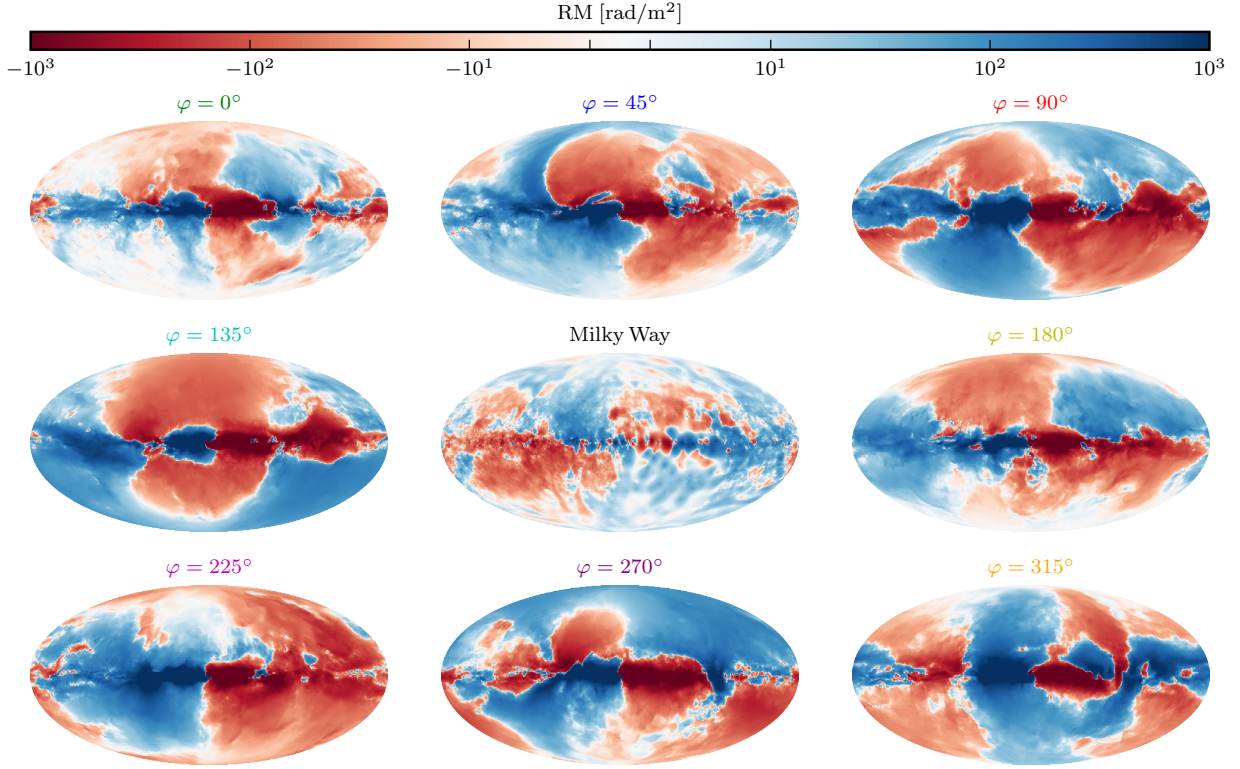 RM [rad/m²]
−10³ −10² −10¹ 10¹ 10² 10³
φ = 0° φ = 45° φ = 90°
φ = 135° Milky Way φ = 180°
φ = 225° φ = 270° φ = 315°